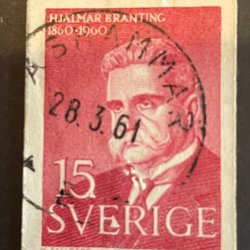 HJALMAR BRANTING
1860-1960
28.3.61
15
SVERIGE